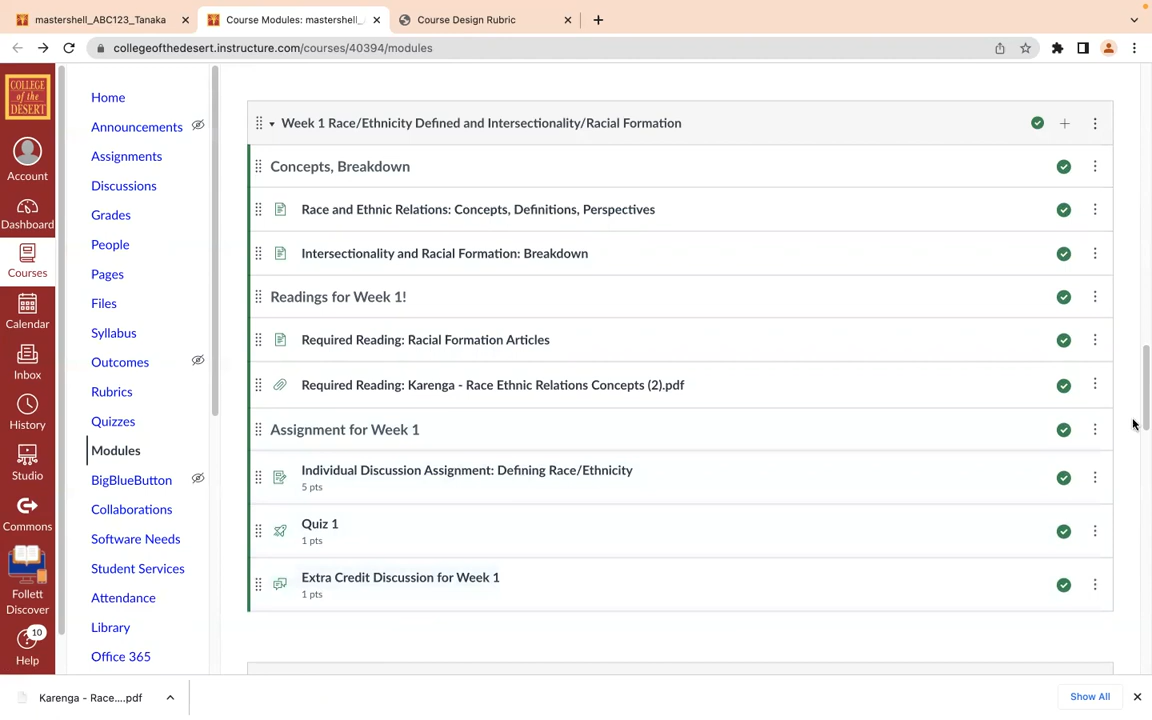 mastershell_ABC123_Tanaka
Course Modules: mastershell_
Course Design Rubric
collegeofthedesert.instructure.com/courses/40394/modules
COLLEGE
of the
DESERT
Account
Dashboard
Courses
Calendar
Inbox
History
Studio
Commons
Follett
Discover
10
Help
Home
Announcements
Assignments
Discussions
Grades
People
Pages
Files
Syllabus
Outcomes
Rubrics
Quizzes
Modules
BigBlueButton
Collaborations
Software Needs
Student Services
Attendance
Library
Office 365
Week 1 Race/Ethnicity Defined and Intersectionality/Racial Formation
Concepts, Breakdown
Race and Ethnic Relations: Concepts, Definitions, Perspectives
Intersectionality and Racial Formation: Breakdown
Readings for Week 1!
Required Reading: Racial Formation Articles
Required Reading: Karenga - Race Ethnic Relations Concepts (2).pdf
Assignment for Week 1
Individual Discussion Assignment: Defining Race/Ethnicity
5 pts
Quiz 1
1 pts
Extra Credit Discussion for Week 1
1 pts
Karenga - Race....pdf
Show All